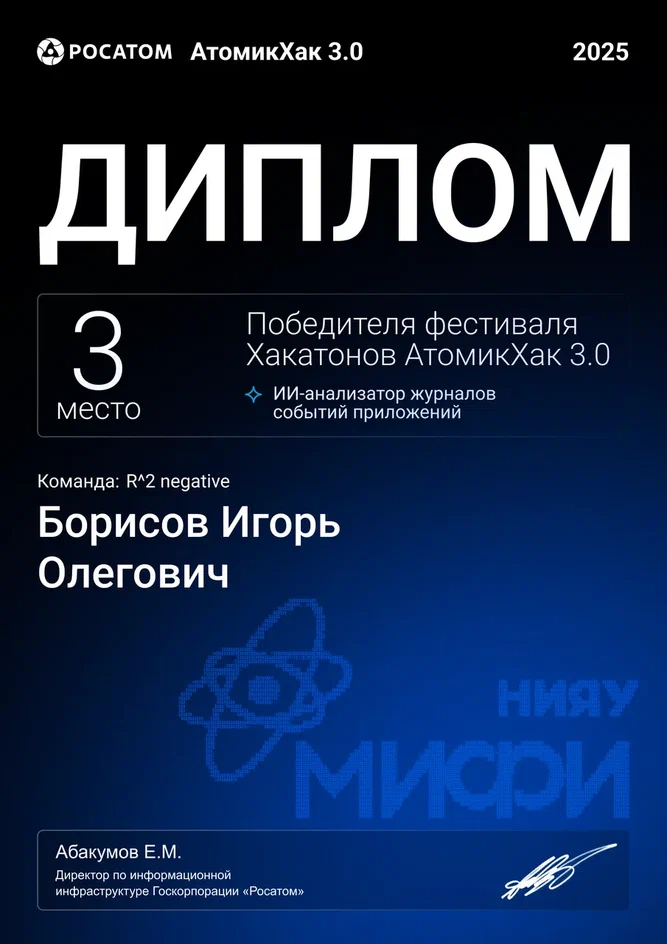 РОСАТОМ АтомикХак 3.0 2025
ДИПЛОМ
3
место
Победителя фестиваля
Хакатонов АтомикХак 3.0
ИИ-анализатор журналов
событий приложений
Команда: R^2 negative
Борисов Игорь
Олегович
НИЯУ
МИФИ
Абакумов Е.М.
Директор по информационной
инфраструктуре Госкорпорации «Росатом»